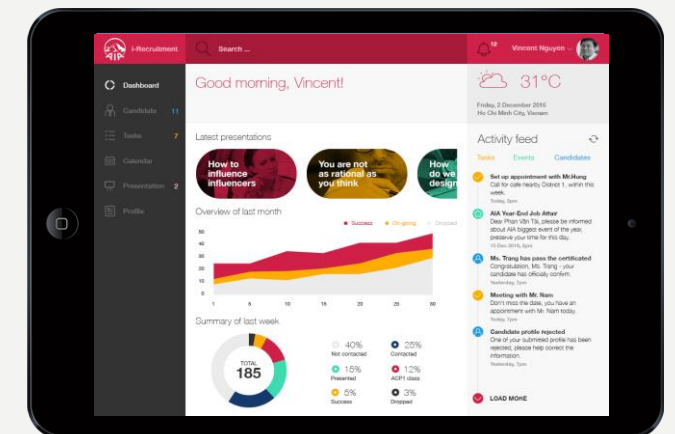 AIA
i-Recruitment
Search ...
12
Vincent Nguyen
Dashboard
Candidate 11
Tasks 7
Calendar
Presentation 2
Profile
Good morning, Vincent!
31°C
Friday, 2 December 2016
Ho Chi Minh City, Vietnam
Latest presentations
How to
influence
influencers
You are not
as rational as
you think
How
do we
design
Overview of last month
Success
On-going
Dropped
50
40
30
20
10
0
1 5 10 15 20 25 30
Summary of last week
TOTAL
185
40%
Not contacted
25%
Contacted
15%
Presented
12%
ACP1 class
5%
Success
3%
Dropped
Activity feed
Tasks Events Candidates
Set up appointment with Mr.Hung
Call for cafe nearby District 1, within this
week.
Today, 3pm
AIA Year-End Job Affair
Dear Phan Văn Tài, please be informed
about AIA biggest event of the year,
preserve your time for this day.
15 Dec 2016, 2pm
Ms. Trang has pass the certificated
Congratulation, Ms. Trang - your
candidate has officially confirm.
Yesterday, 7pm
Meeting with Mr. Nam
Don't miss the date, you have an
appointment with Mr Nam today.
Today, 7pm
Candidate profile rejected
One of your submitted profile has been
rejected, please help correct the
information.
Yesterday, 7pm
LOAD MORE